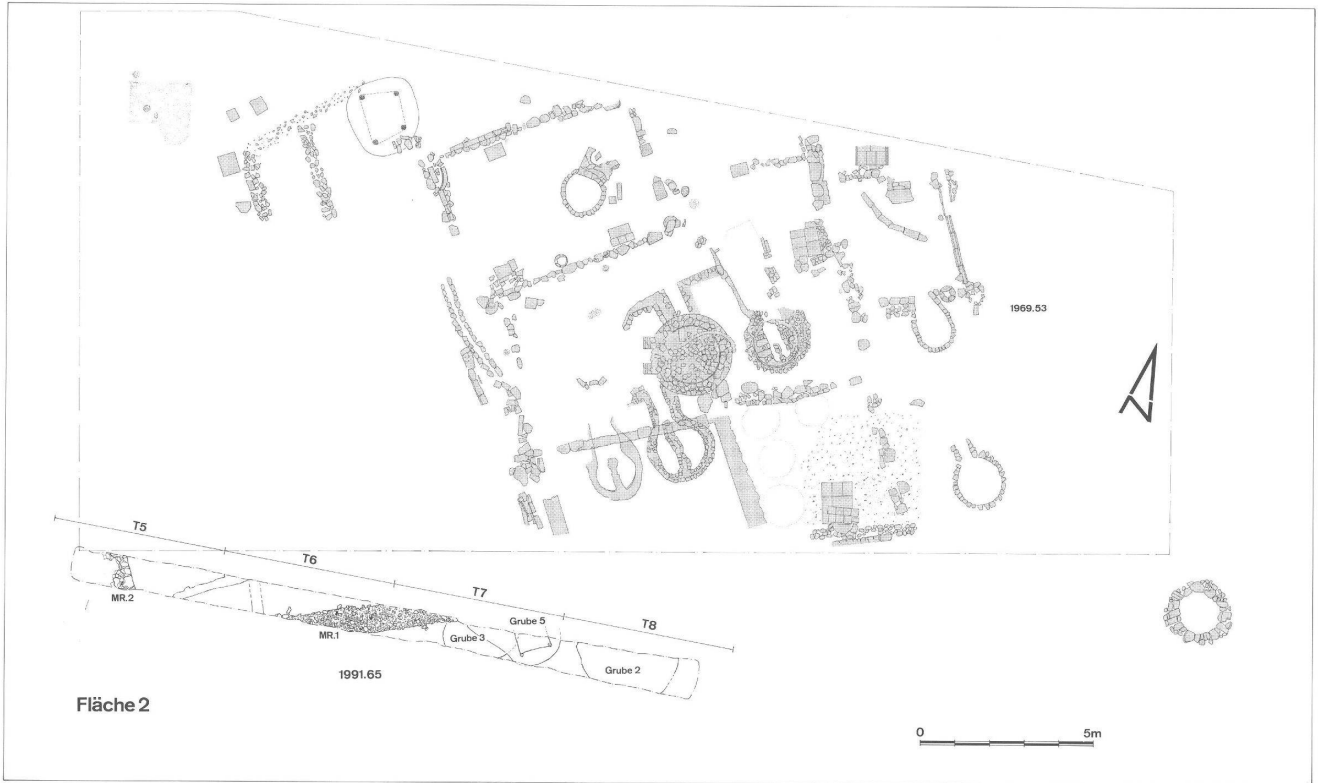 1969.53
T5
T6
T7
T8
MR.2
MR.1
Grube 3
Grube 5
Grube 2
1991.65
Fläche 2
N
0
5m